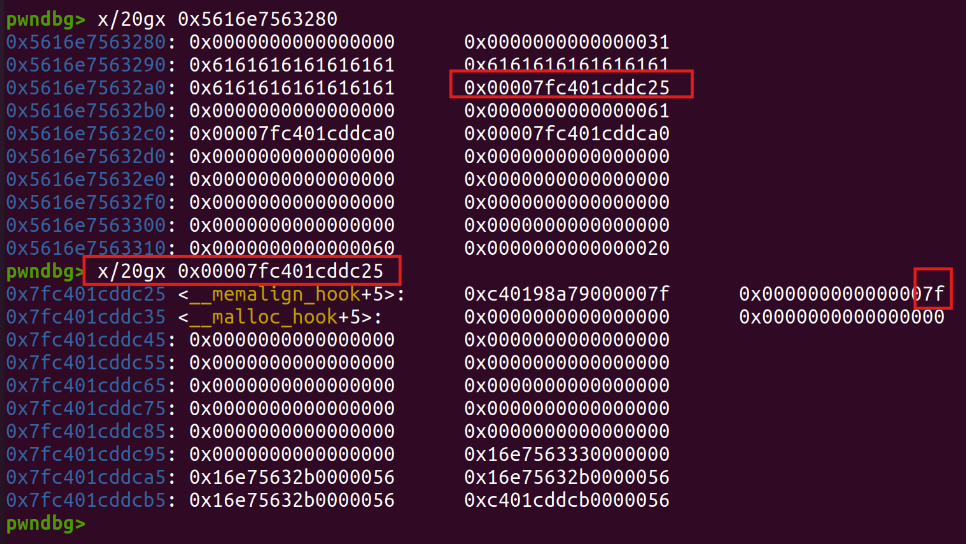 pwndbg> x/20gx 0x5616e7563280
0x5616e7563280: 0x0000000000000000 0x0000000000000031
0x5616e7563290: 0x6161616161616161 0x6161616161616161
0x5616e75632a0: 0x6161616161616161 0x00007fc401cddc25
0x5616e75632b0: 0x0000000000000000 0x0000000000000061
0x5616e75632c0: 0x00007fc401cddca0 0x00007fc401cddca0
0x5616e75632d0: 0x0000000000000000 0x0000000000000000
0x5616e75632e0: 0x0000000000000000 0x0000000000000000
0x5616e75632f0: 0x0000000000000000 0x0000000000000000
0x5616e7563300: 0x0000000000000000 0x0000000000000000
0x5616e7563310: 0x0000000000000060 0x0000000000000020
pwndbg> x/20gx 0x00007fc401cddc25
0x7fc401cddc25 <__memalign_hook+5>: 0xc40198a79000007f 0x000000000000007f
0x7fc401cddc35 <__malloc_hook+5>: 0x0000000000000000 0x0000000000000000
0x7fc401cddc45: 0x0000000000000000 0x0000000000000000
0x7fc401cddc55: 0x0000000000000000 0x0000000000000000
0x7fc401cddc65: 0x0000000000000000 0x0000000000000000
0x7fc401cddc75: 0x0000000000000000 0x0000000000000000
0x7fc401cddc85: 0x0000000000000000 0x0000000000000000
0x7fc401cddc95: 0x0000000000000000 0x16e7563330000000
0x7fc401cddca5: 0x16e75632b0000056 0x16e75632b0000056
0x7fc401cddcb5: 0x16e75632b0000056 0xc401cddcb0000056
pwndbg>